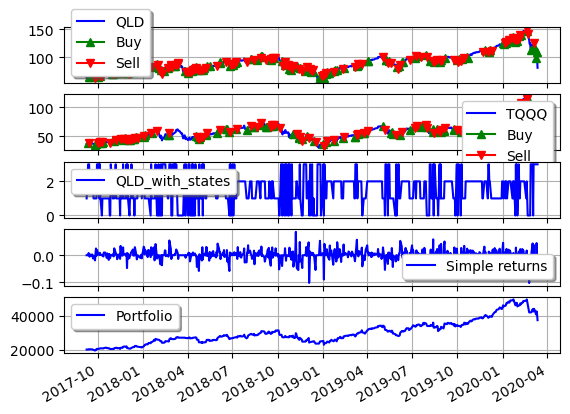 150
100
QLD
Buy
Sell
100
50
TQQQ
Buy
Sell
2
0
QLD_with_states
0.0
−0.1
Simple returns
40000
20000
Portfolio
2017-10 2018-01 2018-04 2018-07 2018-10 2019-01 2019-04 2019-07 2019-10 2020-01 2020-04